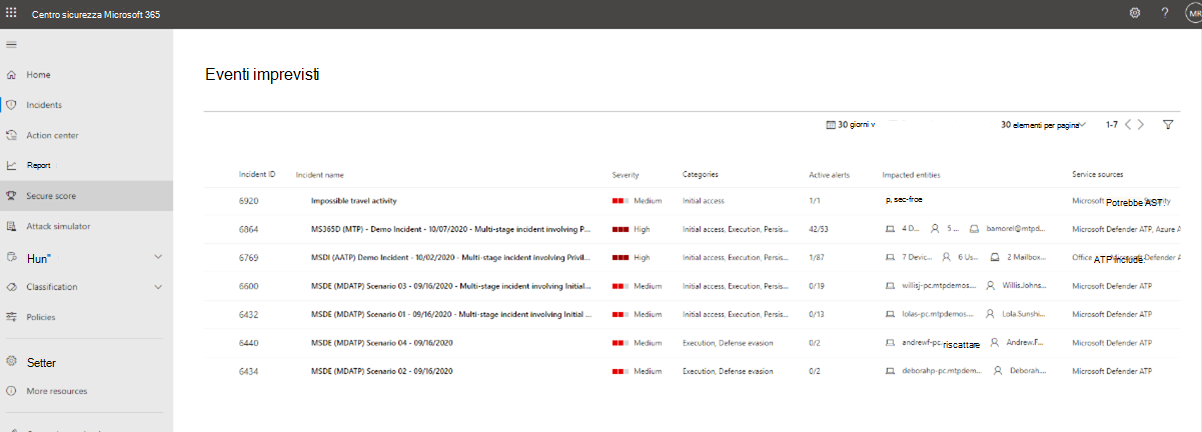 Centro sicurezza Microsoft 365 ? MR
Home
Eventi imprevisti
Incidents
Action center
30 giorni v 30 elementi per pagina 1-7
Report
Incident ID Incident name Severity Categories Active alerts Impacted entities Service sources
Secure score
6920 Impossible travel activity Medium Initial access 1/1 p, sec-froe Microsoft Potrebbe AST.
Attack simulator
6864 MS365D (MTP) - Demo Incident - 10/07/2020 - Multi-stage incident involving P... High Initial access, Execution, Persis... 42/53 4 D... 5 ... bamorel@mtpd... Microsoft Defender ATP, Azure A
Hun"
6769 MSDI (AATP) Demo Incident - 10/02/2020 - Multi-stage incident involving Privil... High Initial access, Execution, Persis... 1/87 7 Devic... 6 Us... 2 Mailbox... Office ATP include. Microsoft Defender A
Classification
6600 MSDE (MDATP) Scenario 03 - 09/16/2020 - Multi-stage incident involving Initial... Medium Initial access, Execution, Persis... 0/19 willisj-pc.mtpdemos... Willis.Johns... Microsoft Defender ATP
Policies
6432 MSDE (MDATP) Scenario 01 - 09/16/2020 - Multi-stage incident involving Initial ... Medium Initial access, Execution, Persis... 0/13 lolas-pc.mtpdemos... Lola.Sunshi... Microsoft Defender ATP
6440 MSDE (MDATP) Scenario 04 - 09/16/2020 Medium Execution, Defense evasion 0/2 andrewf-pc. riscattare Andrew.F... Microsoft Defender ATP
Setter
6434 MSDE (MDATP) Scenario 02 - 09/16/2020 Medium Execution, Defense evasion 0/2 deborahp-pc.mtpdem... Deborah.... Microsoft Defender ATP
More resources